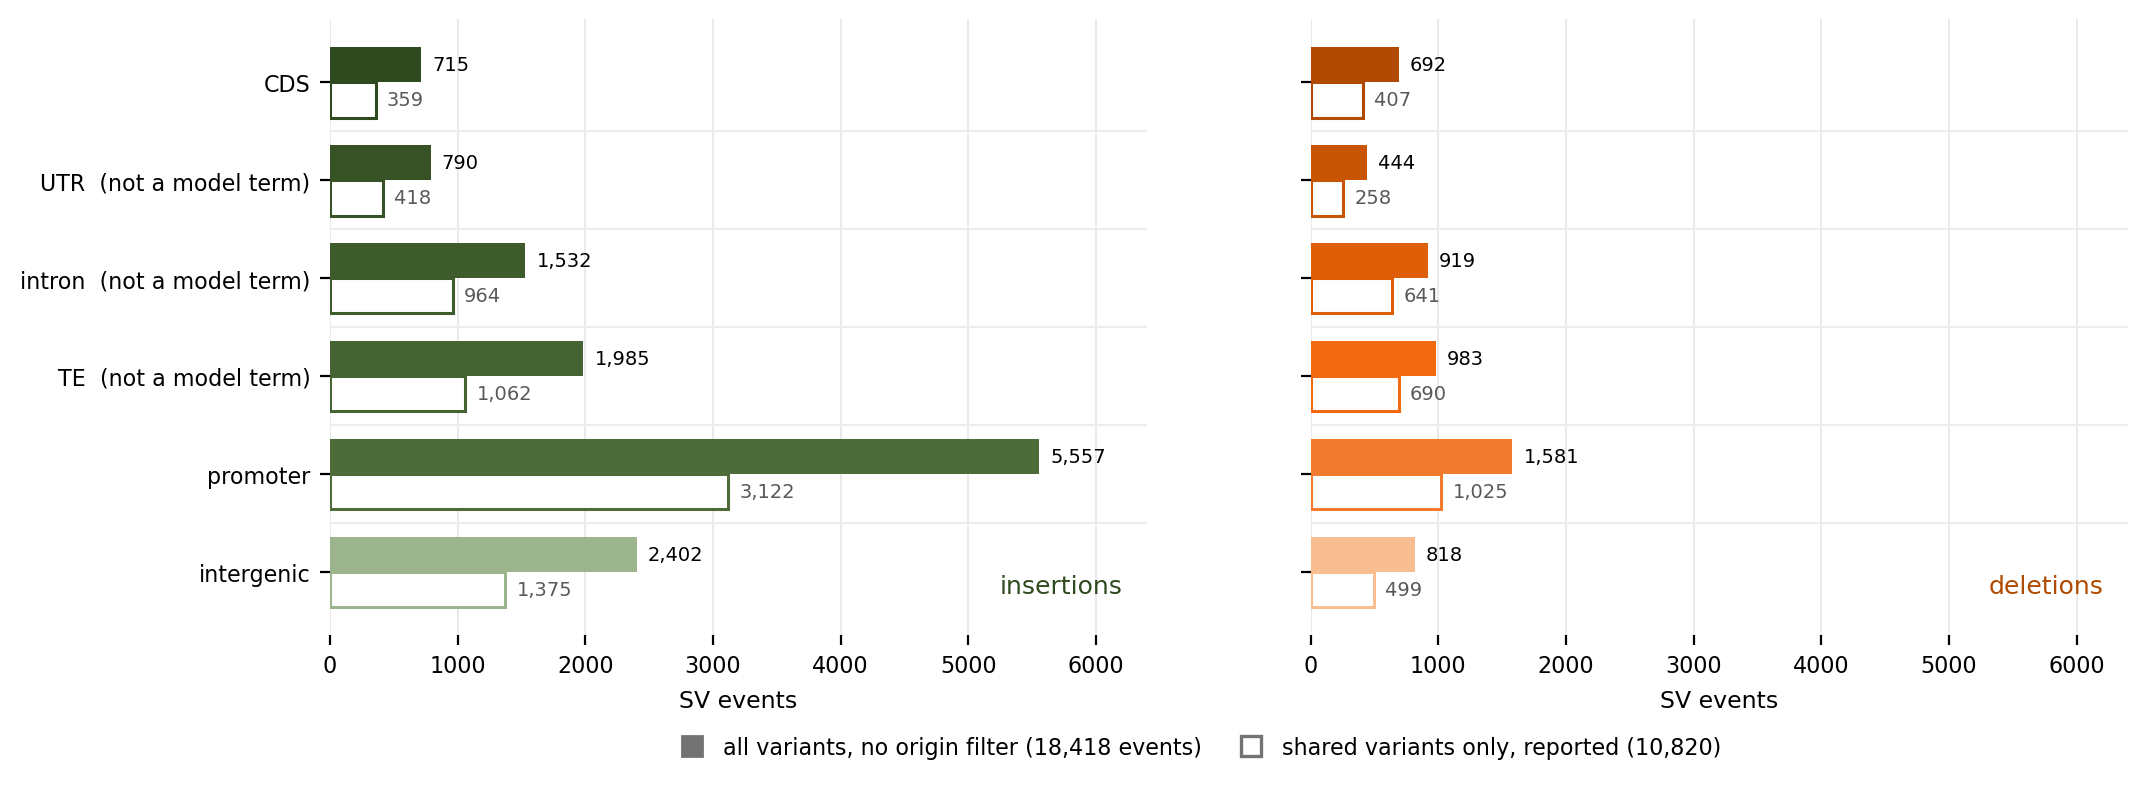 CDS
715
359
692
407
UTR  (not a model term)
790
418
444
258
intron  (not a model term)
1,532
964
919
641
TE  (not a model term)
1,985
1,062
983
690
promoter
5,557
3,122
1,581
1,025
intergenic
2,402
1,375
insertions
818
499
deletions
0 1000 2000 3000 4000 5000 6000
0 1000 2000 3000 4000 5000 6000
SV events
SV events
all variants, no origin filter (18,418 events)
shared variants only, reported (10,820)